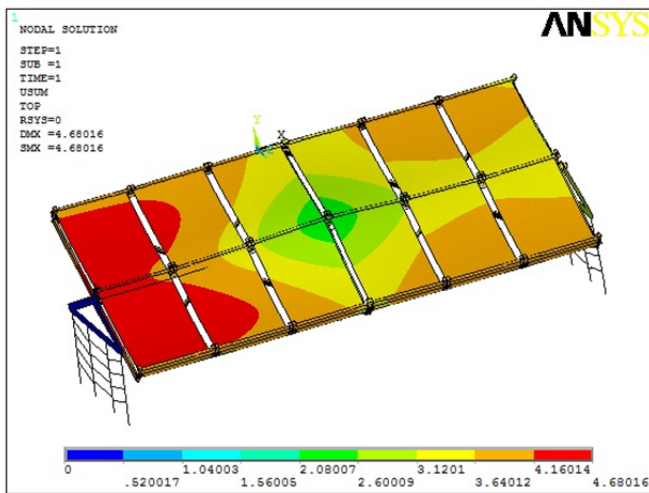 1
NODAL SOLUTION
STEP=1
SUB =1
TIME=1
USUM
TOP
RSYS=0
DMX =4.68016
SMX =4.68016
ANSYS
Y
X
Z
0
.520017
1.04003
1.56005
2.08007
2.60009
3.1201
3.64012
4.16014
4.68016